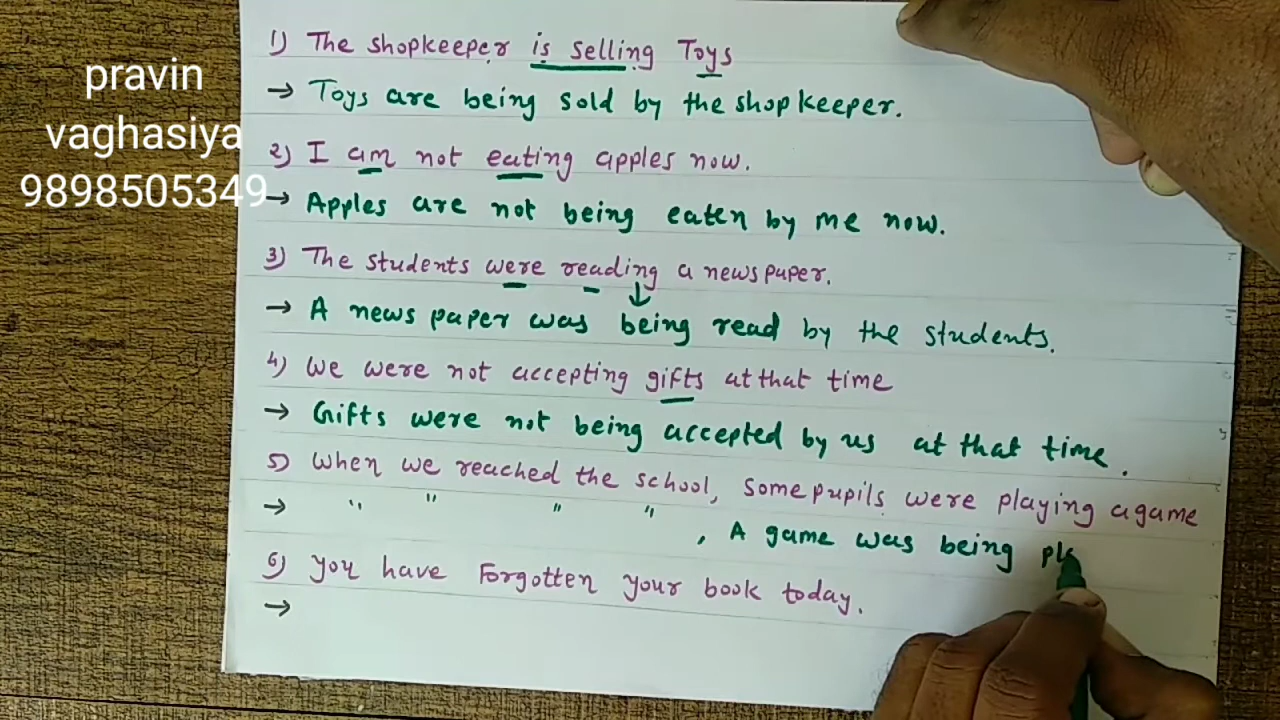 pravin
vaghasiya
9898505349
1) The shopkeeper is selling Toys
→ Toys are being sold by the shopkeeper.
2) I am not eating apples now.
→ Apples are not being eaten by me now.
3) The students were reading a newspaper.
→ A news paper was being read by the students.
4) We were not accepting gifts at that time
→ Gifts were not being accepted by us at that time.
5) When we reached the school, some pupils were playing a game
→ " " " " , A game was being pla
6) You have Forgotten your book today.
→